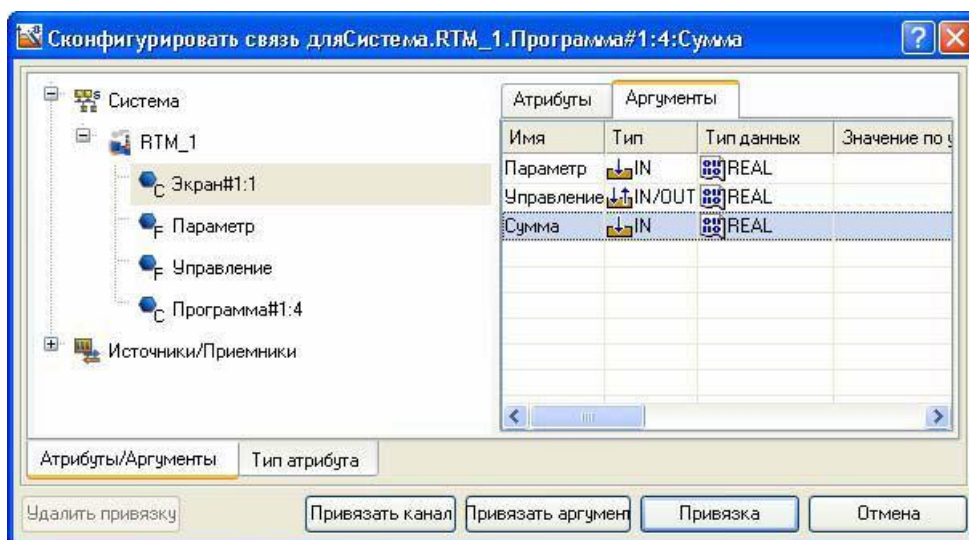 Сконфигурировать связь дляСистема.RTM_1.Программа#1:4:Сумма
Система
RTM_1
Экран#1:1
Параметр
Управление
Программа#1:4
Источники/Приемники
Атрибуты Аргументы
Имя Тип Тип данных Значение по
Параметр IN REAL
Управление IN/OUT REAL
Сумма IN REAL
Атрибуты/Аргументы Тип атрибута
Удалить привязку Привязать канал Привязать аргумен Привязка Отмена